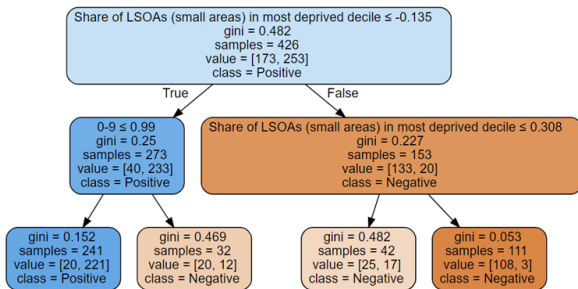 Share of LSOAs (small areas) in most deprived decile ≤ -0.135
gini = 0.482
samples = 426
value = [173, 253]
class = Positive
True
False
0-9 ≤ 0.99
gini = 0.25
samples = 273
value = [40, 233]
class = Positive
Share of LSOAs (small areas) in most deprived decile ≤ 0.308
gini = 0.227
samples = 153
value = [133, 20]
class = Negative
gini = 0.152
samples = 241
value = [20, 221]
class = Positive
gini = 0.469
samples = 32
value = [20, 12]
class = Negative
gini = 0.482
samples = 42
value = [25, 17]
class = Negative
gini = 0.053
samples = 111
value = [108, 3]
class = Negative